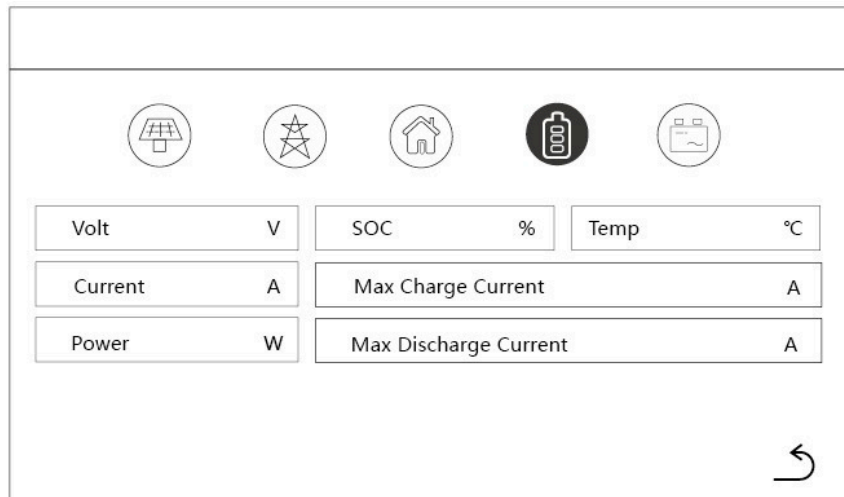 Volt V SOC % Temp ℃
Current A Max Charge Current A
Power W Max Discharge Current A